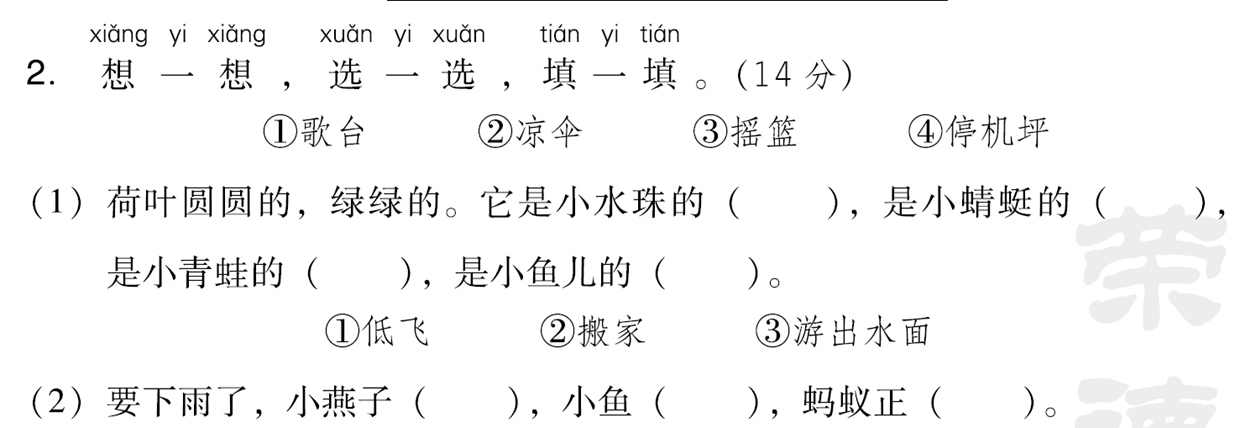 xiǎng yi xiǎng xuǎn yi xuǎn tián yi tián
2. 想一想，选一选，填一填。(14分)
①歌台 ②凉伞 ③摇篮 ④停机坪
(1) 荷叶圆圆的，绿绿的。它是小水珠的（ ），是小蜻蜓的（ ），
是小青蛙的（ ），是小鱼儿的（ ）。
荣
①低飞 ②搬家 ③游出水面
(2) 要下雨了，小燕子（ ），小鱼（ ），蚂蚁正（ ）。
德